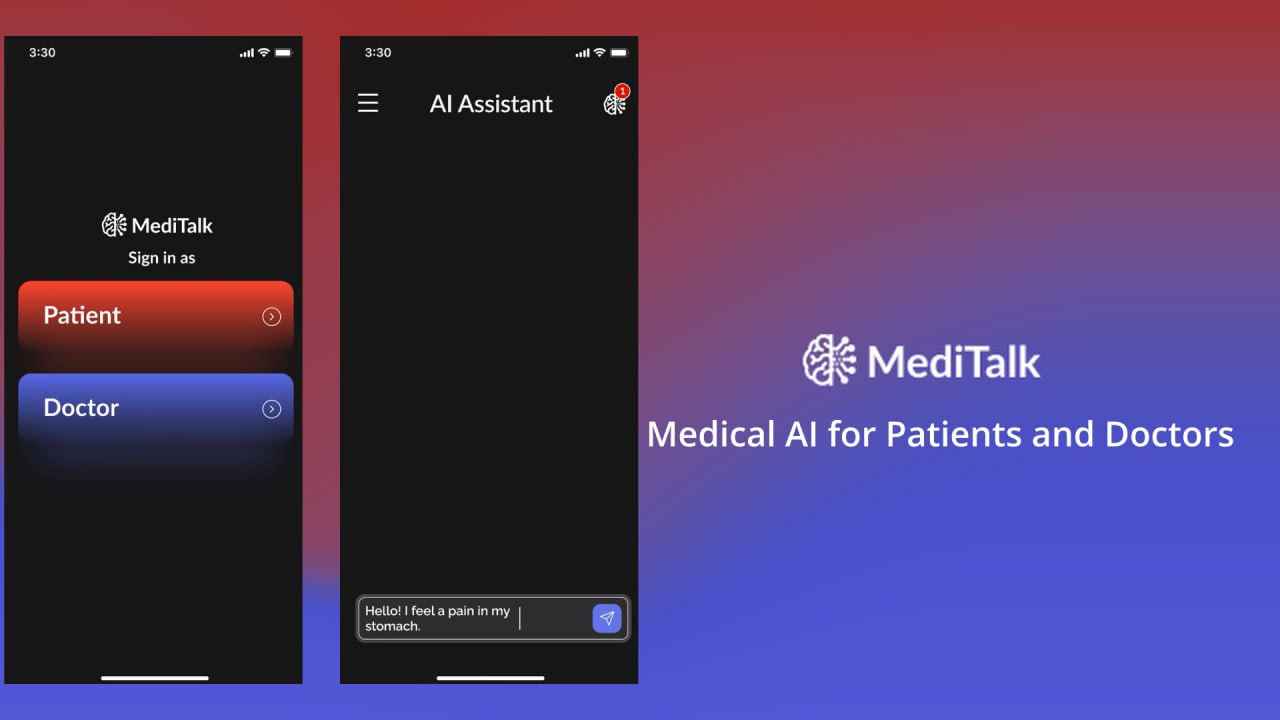 3:30
MediTalk
Sign in as
Patient
Doctor
3:30
AI Assistant
1
Hello! I feel a pain in my
stomach.
MediTalk
Medical AI for Patients and Doctors